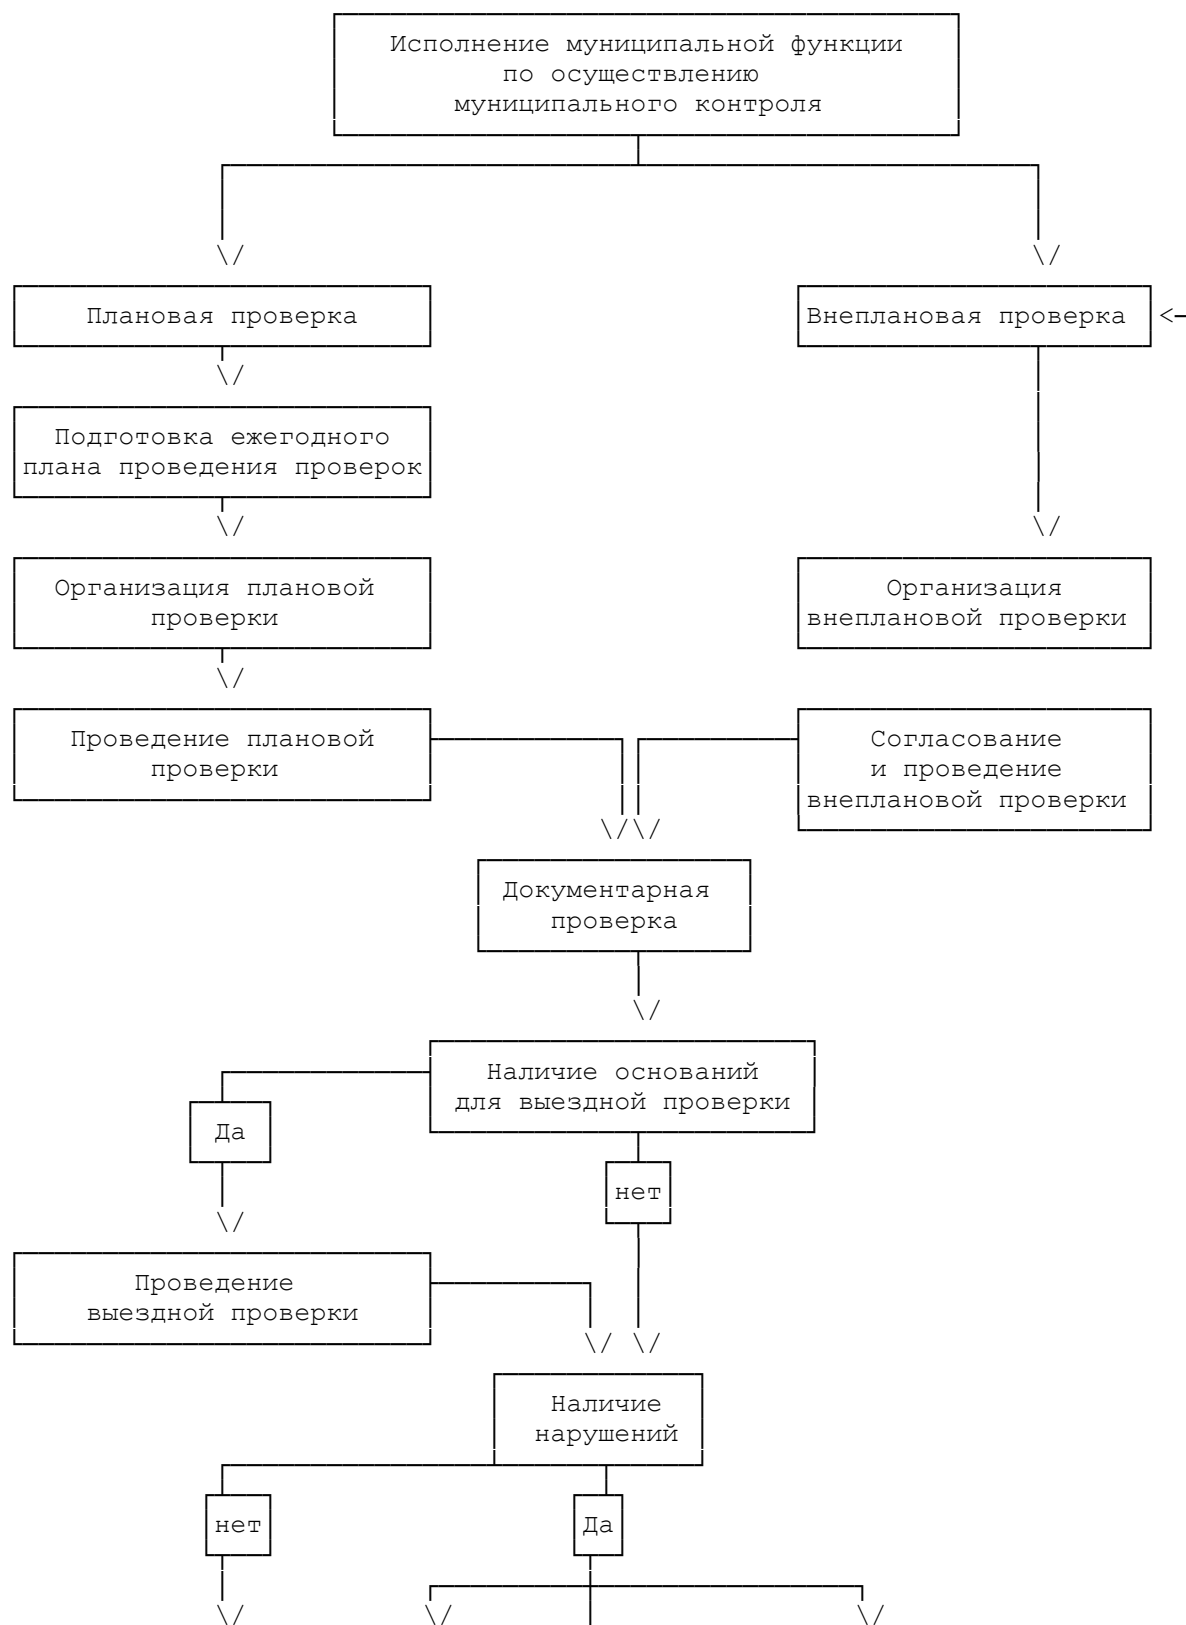 Исполнение муниципальной функции
по осуществлению
муниципального контроля
\/ \/
Плановая проверка
Внеплановая проверка <-
\/
Подготовка ежегодного
плана проведения проверок
\/ \/
Организация плановой
проверки
Организация
внеплановой проверки
\/
Проведение плановой
проверки
Согласование
и проведение
внеплановой проверки
\/\/
Документарная
проверка
\/
Наличие оснований
для выездной проверки
Да
нет
\/
Проведение
выездной проверки
\/ \/
Наличие
нарушений
нет
Да
\/ \/ \/